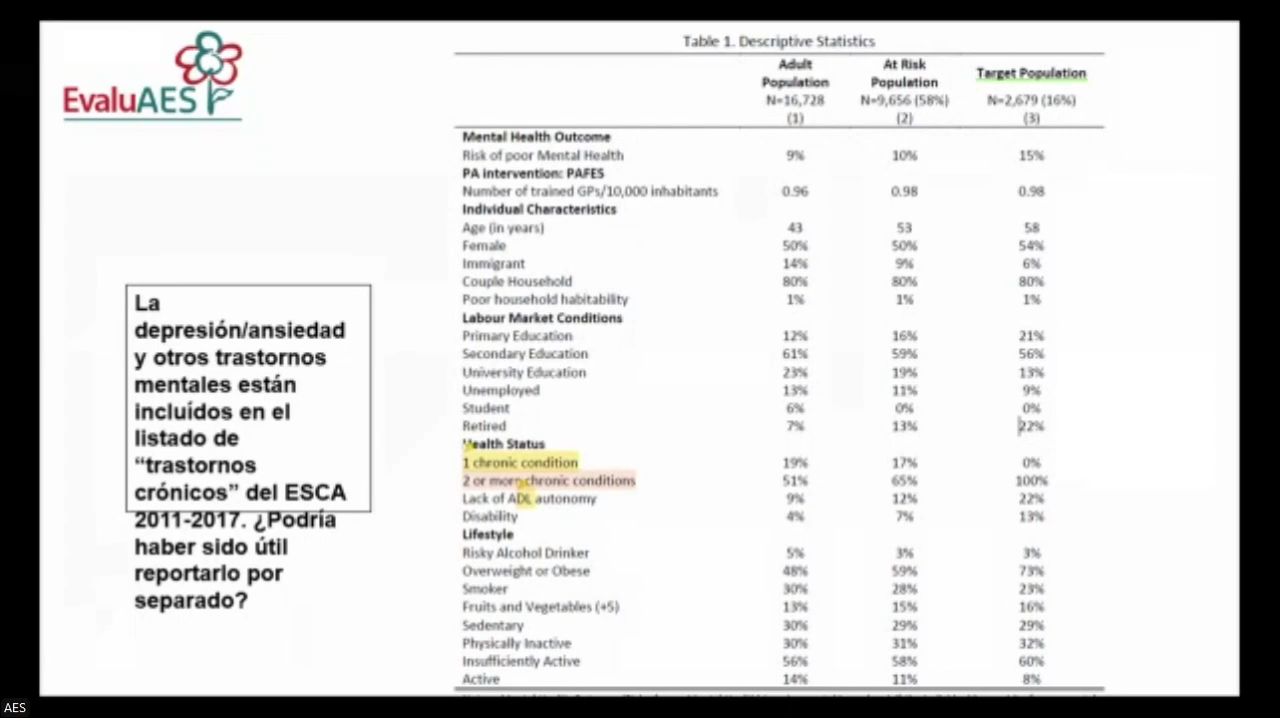 EvaluAES
La
depresión/ansiedad
y otros trastornos
mentales están
incluídos en el
listado de
“trastornos
crónicos” del ESCA
2011-2017. ¿Podría
haber sido útil
reportarlo por
separado?
Table 1. Descriptive Statistics
Adult Population At Risk Population Target Population
N=16,728 N=9,656 (58%) N=2,679 (16%)
(1) (2) (3)
Mental Health Outcome
Risk of poor Mental Health 9% 10% 15%
PA intervention: PAFES
Number of trained GPs/10,000 inhabitants 0.96 0.98 0.98
Individual Characteristics
Age (in years) 43 53 58
Female 50% 50% 54%
Immigrant 14% 9% 6%
Couple Household 80% 80% 80%
Poor household habitability 1% 1% 1%
Labour Market Conditions
Primary Education 12% 16% 21%
Secondary Education 61% 59% 56%
University Education 23% 19% 13%
Unemployed 13% 11% 9%
Student 6% 0% 0%
Retired 7% 13% 22%
Health Status
1 chronic condition 19% 17% 0%
2 or more chronic conditions 51% 65% 100%
Lack of ADL autonomy 9% 12% 22%
Disability 4% 7% 13%
Lifestyle
Risky Alcohol Drinker 5% 3% 3%
Overweight or Obese 48% 59% 73%
Smoker 30% 28% 23%
Fruits and Vegetables (+5) 13% 15% 16%
Sedentary 30% 29% 29%
Physically Inactive 30% 31% 32%
Insufficiently Active 56% 58% 60%
Active 14% 11% 8%
AES